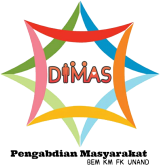 DIMAS
Pengabdian Masyarakat
BEM KM FK UNAND